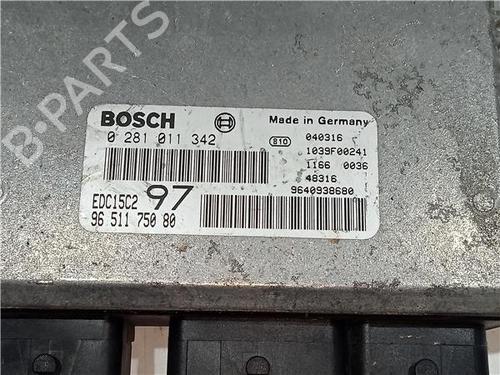 B-PARTS
BOSCH
Made in Germany
0 281 011 342
810
040316
1039F00241
1166 0036
48316
9640938680
EDC15C2 97
96 511 750 80